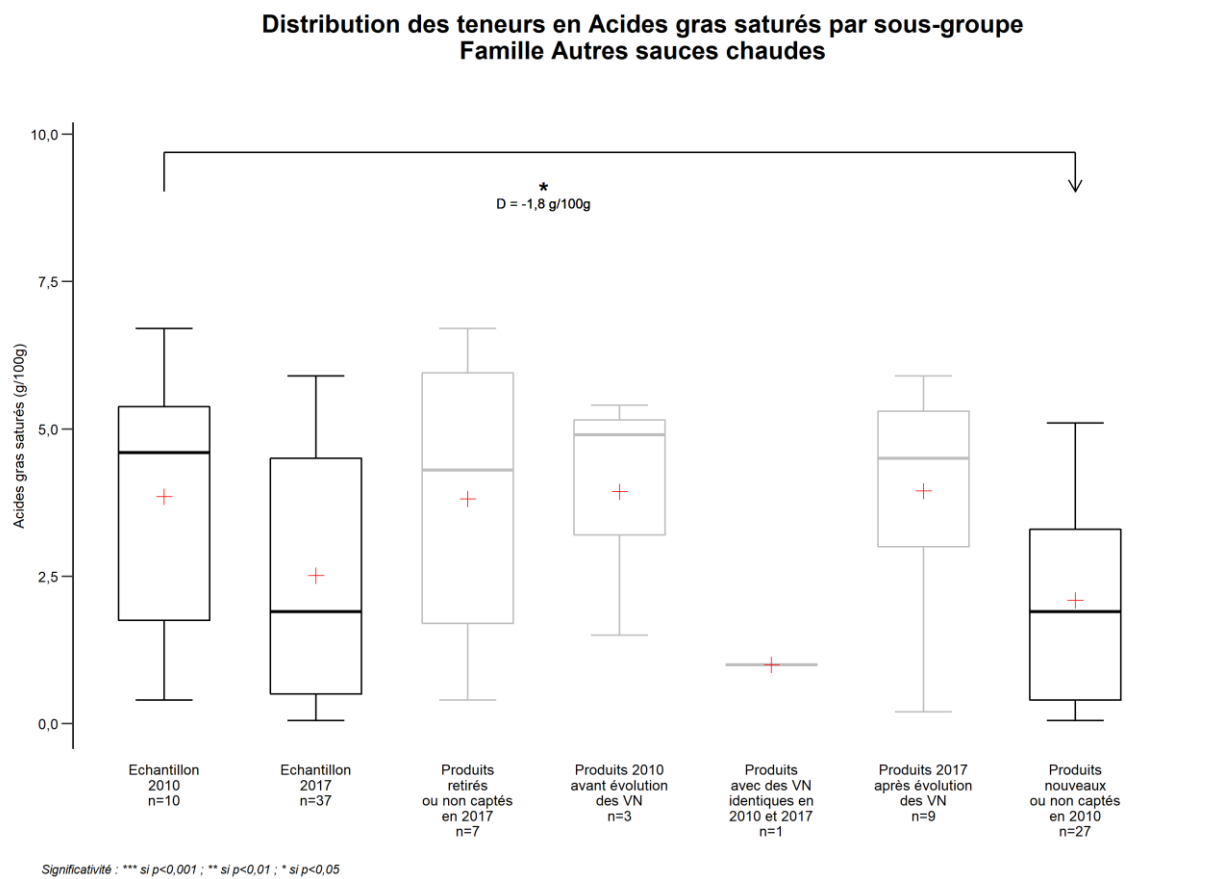 Distribution des teneurs en Acides gras saturés par sous-groupe
Famille Autres sauces chaudes
10,0
7,5
5,0
2,5
0,0
Acides gras saturés (g/100g)
*
D = -1,8 g/100g
Echantillon
2010
n=10
Echantillon
2017
n=37
Produits
retirés
ou non captés
en 2017
n=7
Produits 2010
avant évolution
des VN
n=3
Produits
avec des VN
identiques en
2010 et 2017
n=1
Produits 2017
après évolution
des VN
n=9
Produits
nouveaux
ou non captés
en 2010
n=27
Significativité : *** si p<0,001 ; ** si p<0,01 ; * si p<0,05